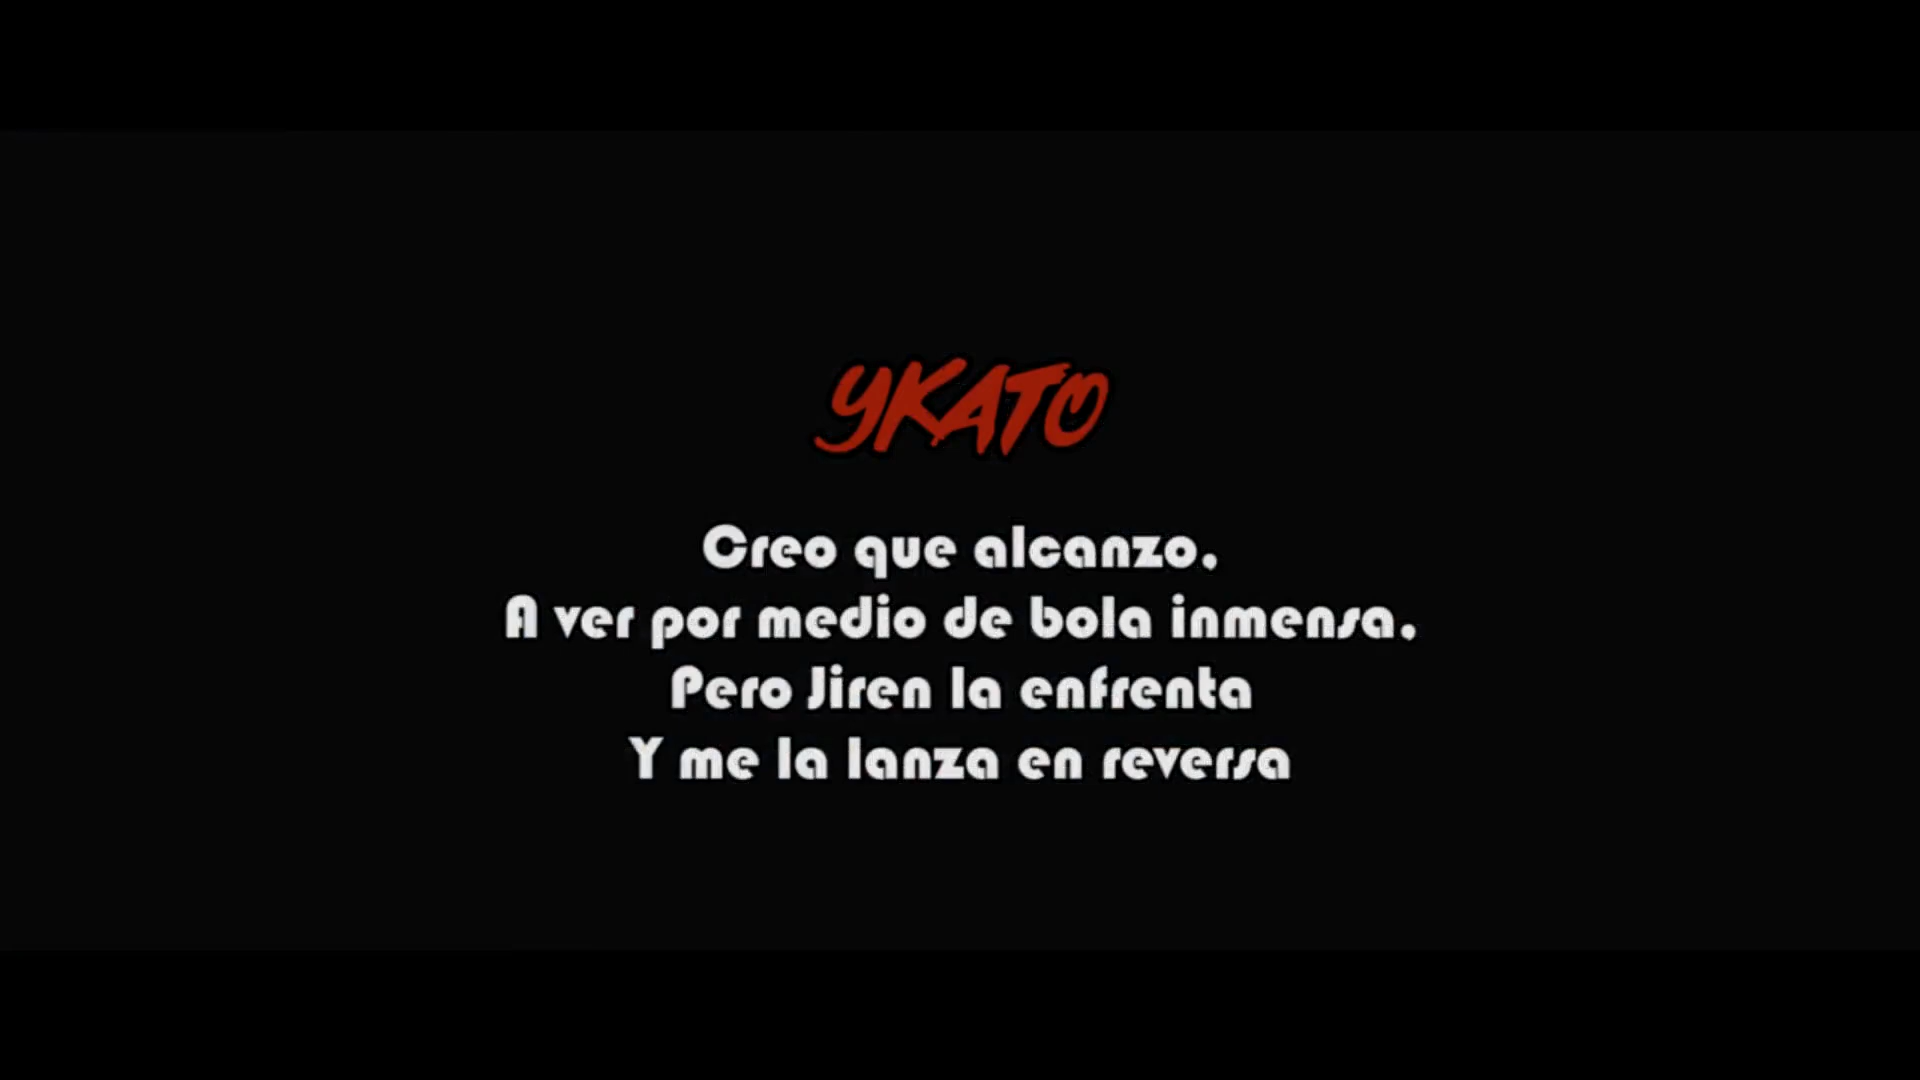 YKATO
Creo que alcanzo,
A ver por medio de bola inmensa,
Pero Jiren la enfrenta
Y me la lanza en reversa